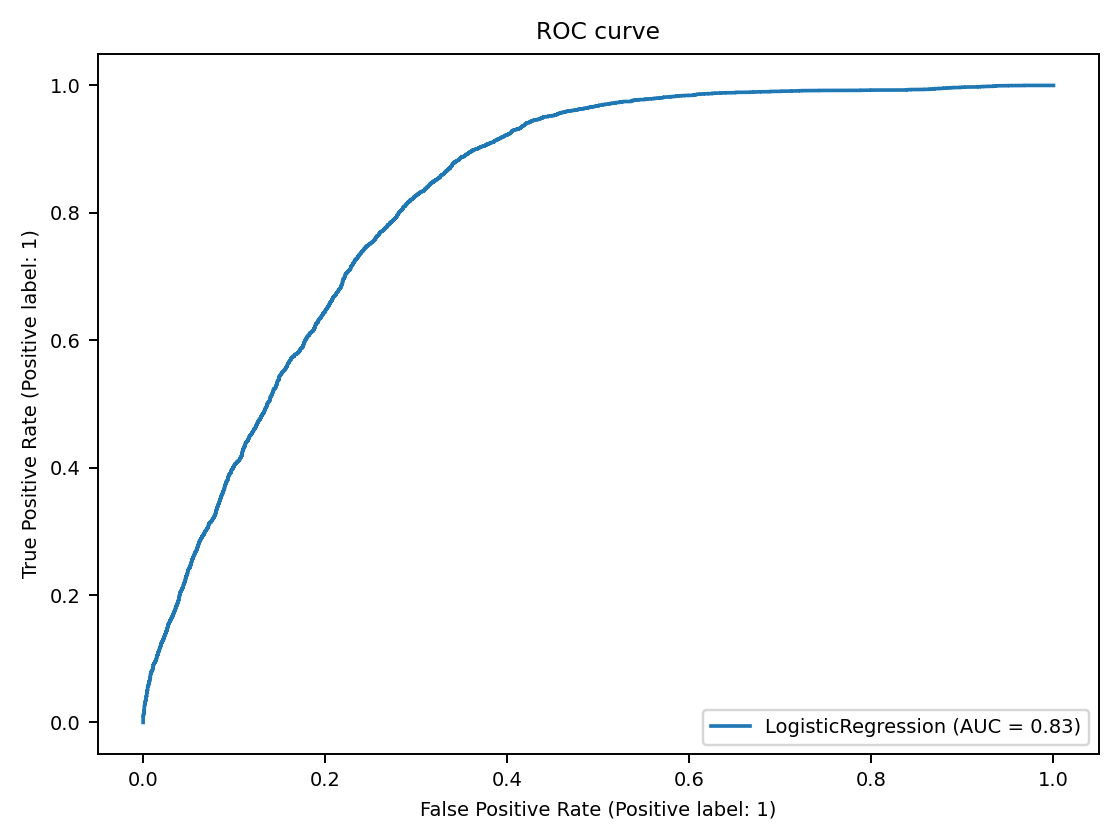 ROC curve
1.0
0.8
0.6
0.4
0.2
0.0
True Positive Rate (Positive label: 1)
LogisticRegression (AUC = 0.83)
0.0 0.2 0.4 0.6 0.8 1.0
False Positive Rate (Positive label: 1)